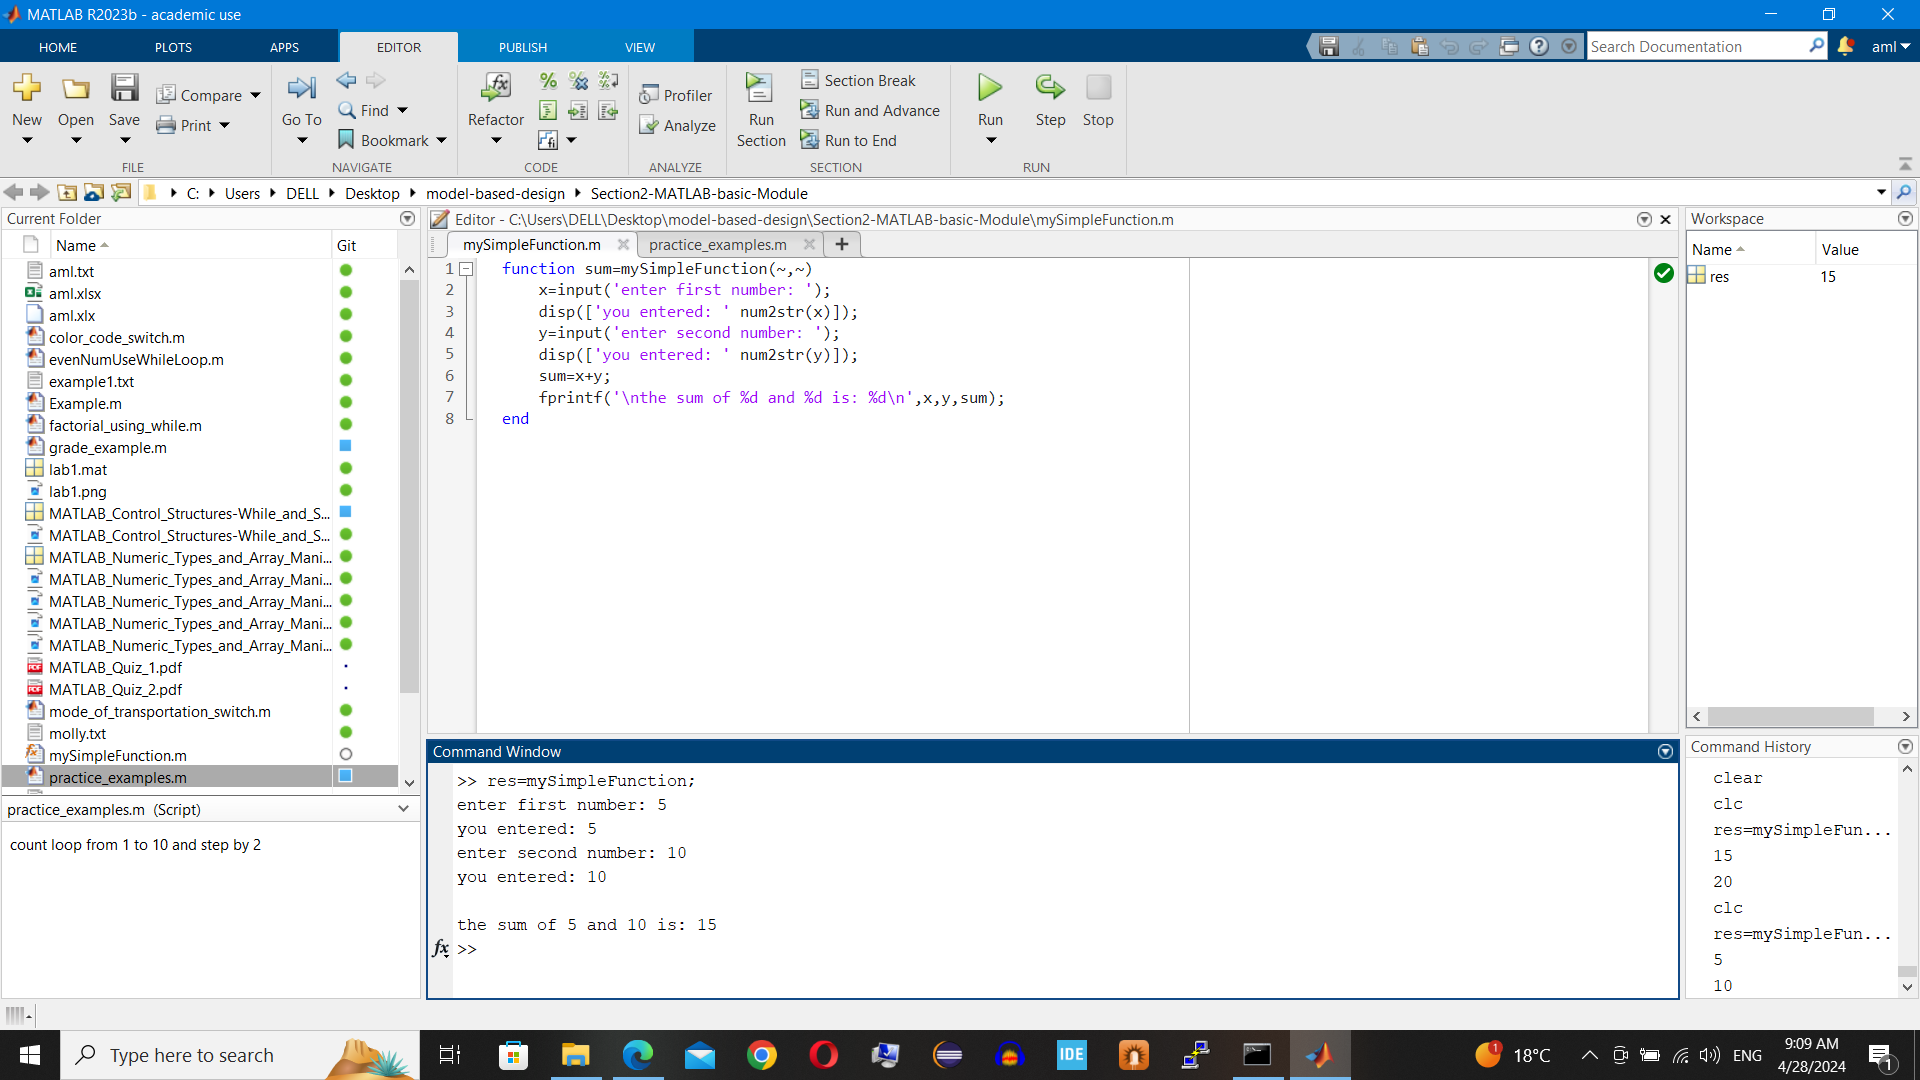 MATLAB R2023b - academic use
HOME PLOTS APPS EDITOR PUBLISH VIEW
Search Documentation
aml
New Open Save Compare Print
FILE
Go To Find Bookmark
NAVIGATE
Refactor
CODE
Profiler
Analyze
ANALYZE
Run Section
Section Break
Run and Advance
Run to End
SECTION
Run Step Stop
RUN
C: Users DELL Desktop model-based-design Section2-MATLAB-basic-Module
Current Folder
Name Git
aml.txt
aml.xlsx
aml.xlx
color_code_switch.m
evenNumUseWhileLoop.m
example1.txt
Example.m
factorial_using_while.m
grade_example.m
lab1.mat
lab1.png
MATLAB_Control_Structures-While_and_S...
MATLAB_Control_Structures-While_and_S...
MATLAB_Numeric_Types_and_Array_Mani...
MATLAB_Numeric_Types_and_Array_Mani...
MATLAB_Numeric_Types_and_Array_Mani...
MATLAB_Numeric_Types_and_Array_Mani...
MATLAB_Numeric_Types_and_Array_Mani...
MATLAB_Quiz_1.pdf
MATLAB_Quiz_2.pdf
mode_of_transportation_switch.m
molly.txt
mySimpleFunction.m
practice_examples.m
practice_examples.m (Script)
count loop from 1 to 10 and step by 2
Editor - C:\Users\DELL\Desktop\model-based-design\Section2-MATLAB-basic-Module\mySimpleFunction.m
mySimpleFunction.m practice_examples.m
1 function sum=mySimpleFunction(~,~)
2 x=input('enter first number: ');
3 disp(['you entered: ' num2str(x)]);
4 y=input('enter second number: ');
5 disp(['you entered: ' num2str(y)]);
6 sum=x+y;
7 fprintf('\nthe sum of %d and %d is: %d\n',x,y,sum);
8 end
Command Window
>> res=mySimpleFunction;
enter first number: 5
you entered: 5
enter second number: 10
you entered: 10
the sum of 5 and 10 is: 15
fx >>
Workspace
Name Value
res 15
Command History
clear
clc
res=mySimpleFun...
15
20
clc
res=mySimpleFun...
5
10
Type here to search
IDE
1
18°C
ENG
9:09 AM
4/28/2024
1